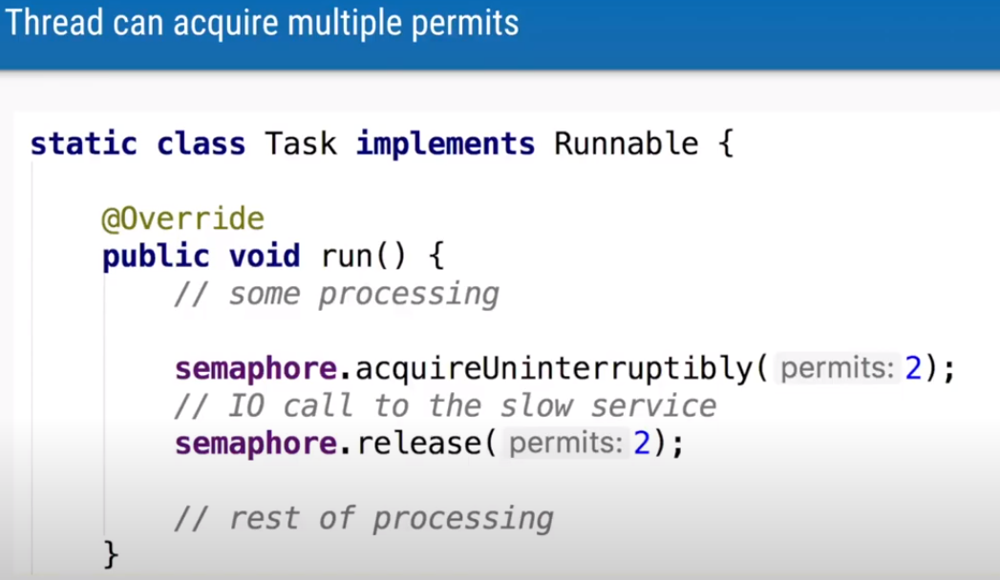 Thread can acquire multiple permits
static class Task implements Runnable {
@Override
public void run() {
// some processing
semaphore.acquireUninterruptibly( permits: 2);
// IO call to the slow service
semaphore.release( permits: 2);
// rest of processing
}